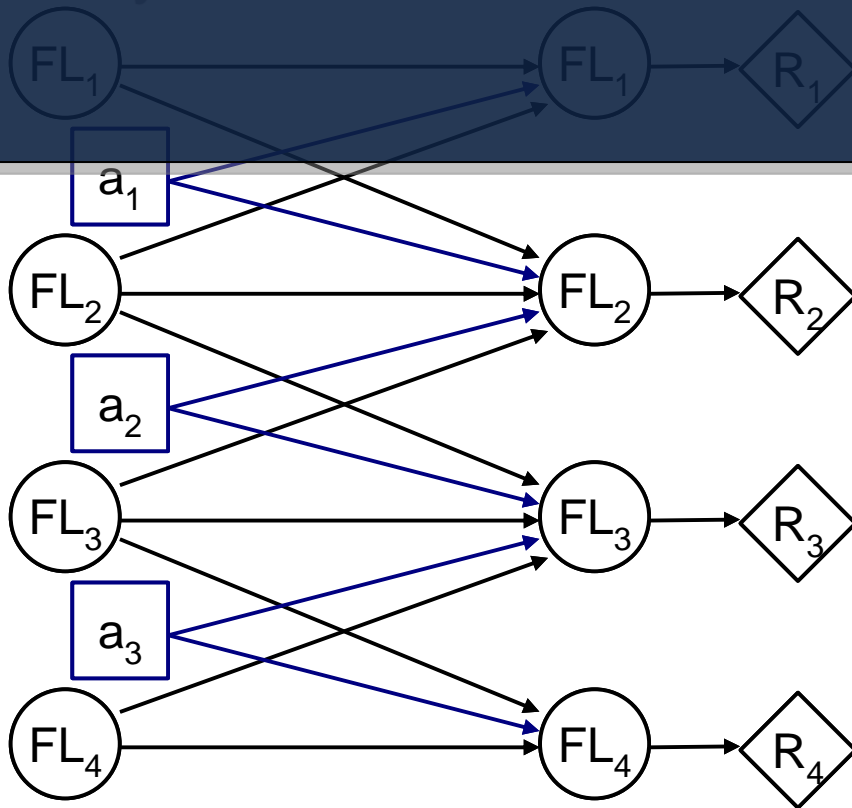 FL₁ FL₁ R₁
a₁
FL₂ FL₂ R₂
a₂
FL₃ FL₃ R₃
a₃
FL₄ FL₄ R₄